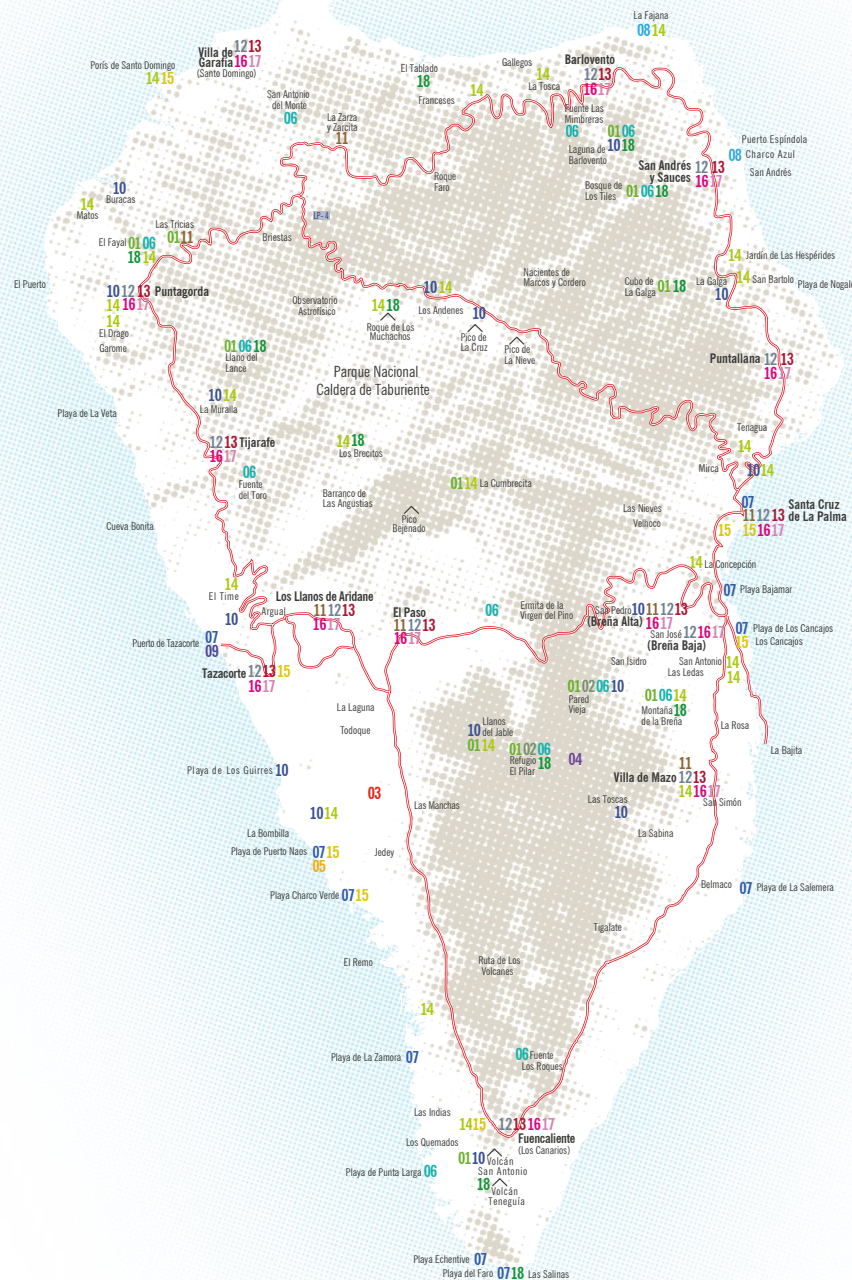 La Fajana
08 14
Villa de 12 13
Garafía 16 17
(Santo Domingo)
Porís de Santo Domingo
14 15
El Tablado
18
Gallegos
14
La Tosca
Barlovento
12 13
16 17
Franceses
14
San Antonio
del Monte
06
La Zarza
y Zarcita
11
Fuente Las
Mimbreras
06
01 06
10 18
Laguna de
Barlovento
Puerto Espíndola
08 Charco Azul
San Andrés
San Andrés
y Sauces
12 13
16 17
Bosque de
Los Tiles
01 06 18
Roque
Faro
10
Buracas
14
Matos
Las Tricias
01 11
El Fayal 01 06
18 14
LP-4
Briestas
14 Jardín de Las Hespérides
La Galga
10
14 San Bartolo
Playa de Nogale
Nacientes de
Marcos y Cordero
Cubo de
La Galga
01 18
El Puerto
10 12 13 Puntagorda
14 16 17
14
El Drago
Garome
Observatorio
Astrofísico
14 18
Roque de Los
Muchachos
10 14
Los Andenes
10
Pico de
La Cruz
Pico de
La Nieve
01 06 18
Llano del
Lance
Parque Nacional
Caldera de Taburiente
Puntallana 12 13
16 17
10 14
La Muralla
Playa de La Veta
12 13 Tijarafe
16 17
06
Fuente
del Toro
14 18
Los Brecitos
Tenagua
14
Mirca
10 14
01 14 La Cumbrecita
Barranco de
Las Angustias
Pico
Bejenado
Las Nieves
Velhoco
07
11 12 13
15 16 17
Santa Cruz
de La Palma
15
Cueva Bonita
14 La Concepción
14
El Time
10
Argual
Los Llanos de Aridane
11 12 13
16 17
El Paso
11 12 13
16 17
06
Ermita de la
Virgen del Pino
San Pedro 10 11 12 13
(Breña Alta) 16 17
San José 12 16 17
(Breña Baja)
07 Playa Bajamar
07 Playa de Los Cancajos
15 Los Cancajos
Puerto de Tazacorte
07
09
Tazacorte 12 13 15
16 17
San Isidro
San Antonio 14
Las Ledas
14
01 02 06 10
Pared
Vieja
01 06 14
Montaña 18
de la Breña
La Laguna
Todoque
10 Llanos
del Jable
01 14
01 02 06
Refugio 18
El Pilar
04
La Rosa
La Bajita
Playa de Los Guirres 10
03
11
Villa de Mazo 12 13
14 16 17
San Simón
Las Manchas
Las Toscas
10
La Sabina
10 14
La Bombilla
Playa de Puerto Naos 07 15
05
Jedey
Playa Charco Verde 07 15
Belmaco
07 Playa de La Salemera
Tigalate
El Remo
Ruta de Los
Volcanes
14
Playa de La Zamora 07
06 Fuente
Los Roques
Las Indias
14 15
12 13 16 17
Fuencaliente
(Los Canarios)
Los Quemados
01 10 Volcán
San Antonio
Playa de Punta Larga 06
18 Volcán
Teneguía
Playa Echentive 07
Playa del Faro 07 18 Las Salinas